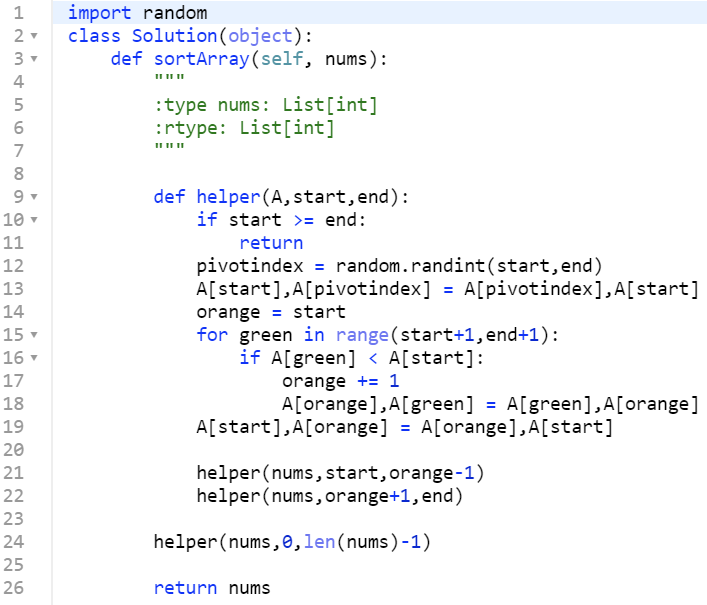 1 import random
2 class Solution(object):
3     def sortArray(self, nums):
4         """
5         :type nums: List[int]
6         :rtype: List[int]
7         """
8
9         def helper(A,start,end):
10             if start >= end:
11                 return
12             pivotindex = random.randint(start,end)
13             A[start],A[pivotindex] = A[pivotindex],A[start]
14             orange = start
15             for green in range(start+1,end+1):
16                 if A[green] < A[start]:
17                     orange += 1
18                     A[orange],A[green] = A[green],A[orange]
19             A[start],A[orange] = A[orange],A[start]
20
21             helper(nums,start,orange-1)
22             helper(nums,orange+1,end)
23
24         helper(nums,0,len(nums)-1)
25
26         return nums